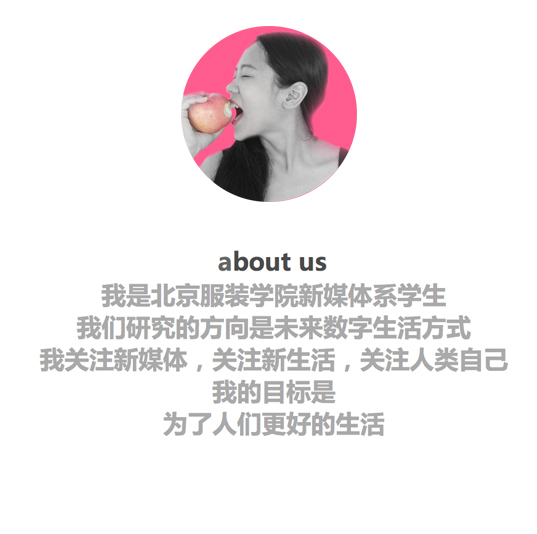 about us
我是北京服装学院新媒体系学生
我们研究的方向是未来数字生活方式
我关注新媒体，关注新生活，关注人类自己
我的目标是
为了人们更好的生活